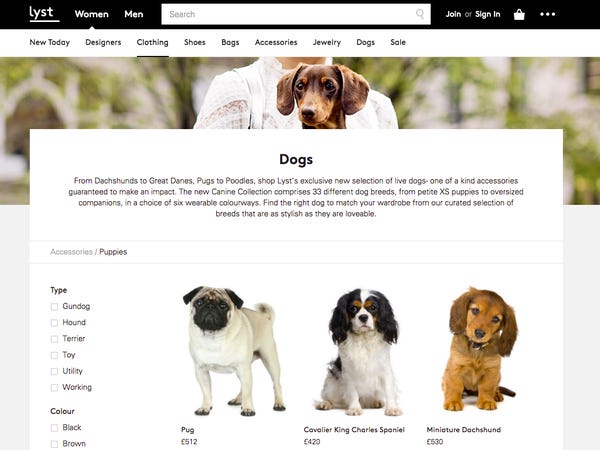 lyst Women Men Search Join or Sign In
New Today Designers Clothing Shoes Bags Accessories Jewelry Dogs Sale
Dogs
From Dachshunds to Great Danes, Pugs to Poodles, shop Lyst's exclusive new selection of live dogs- one of a kind accessories
guaranteed to make an impact. The new Canine Collection comprises 33 different dog breeds, from petite XS puppies to oversized
companions, in a choice of six wearable colourways. Find the right dog to match your wardrobe from our curated selection of
breeds that are as stylish as they are loveable.
Accessories / Puppies
Type
Gundog
Hound
Terrier
Toy
Utility
Working
Colour
Black
Brown
Pug
£512
Cavalier King Charles Spaniel
£420
Miniature Dachshund
£530